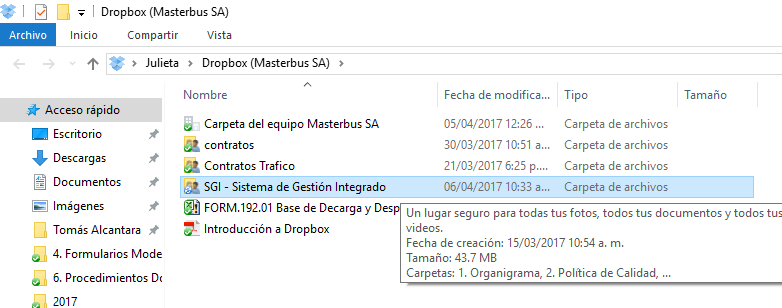 Dropbox (Masterbus SA)
Archivo Inicio Compartir Vista
Julieta Dropbox (Masterbus SA)
Nombre Fecha de modifica... Tipo Tamaño
Acceso rápido
Escritorio
Descargas
Documentos
Imágenes
Tomás Alcantara
4. Formularios Mode
6. Procedimientos Do
2017
Carpeta del equipo Masterbus SA 05/04/2017 12:26 ... Carpeta de archivos
contratos 30/03/2017 10:51 a... Carpeta de archivos
Contratos Trafico 21/03/2017 6:25 p.... Carpeta de archivos
SGI - Sistema de Gestión Integrado 06/04/2017 10:33 a... Carpeta de archivos
FORM.192.01 Base de Decarga y Desp
Introducción a Dropbox
Un lugar seguro para todas tus fotos, todos tus documentos y todos tus
videos.
Fecha de creación: 15/03/2017 10:54 a. m.
Tamaño: 43.7 MB
Carpetas: 1. Organigrama, 2. Política de Calidad, ...